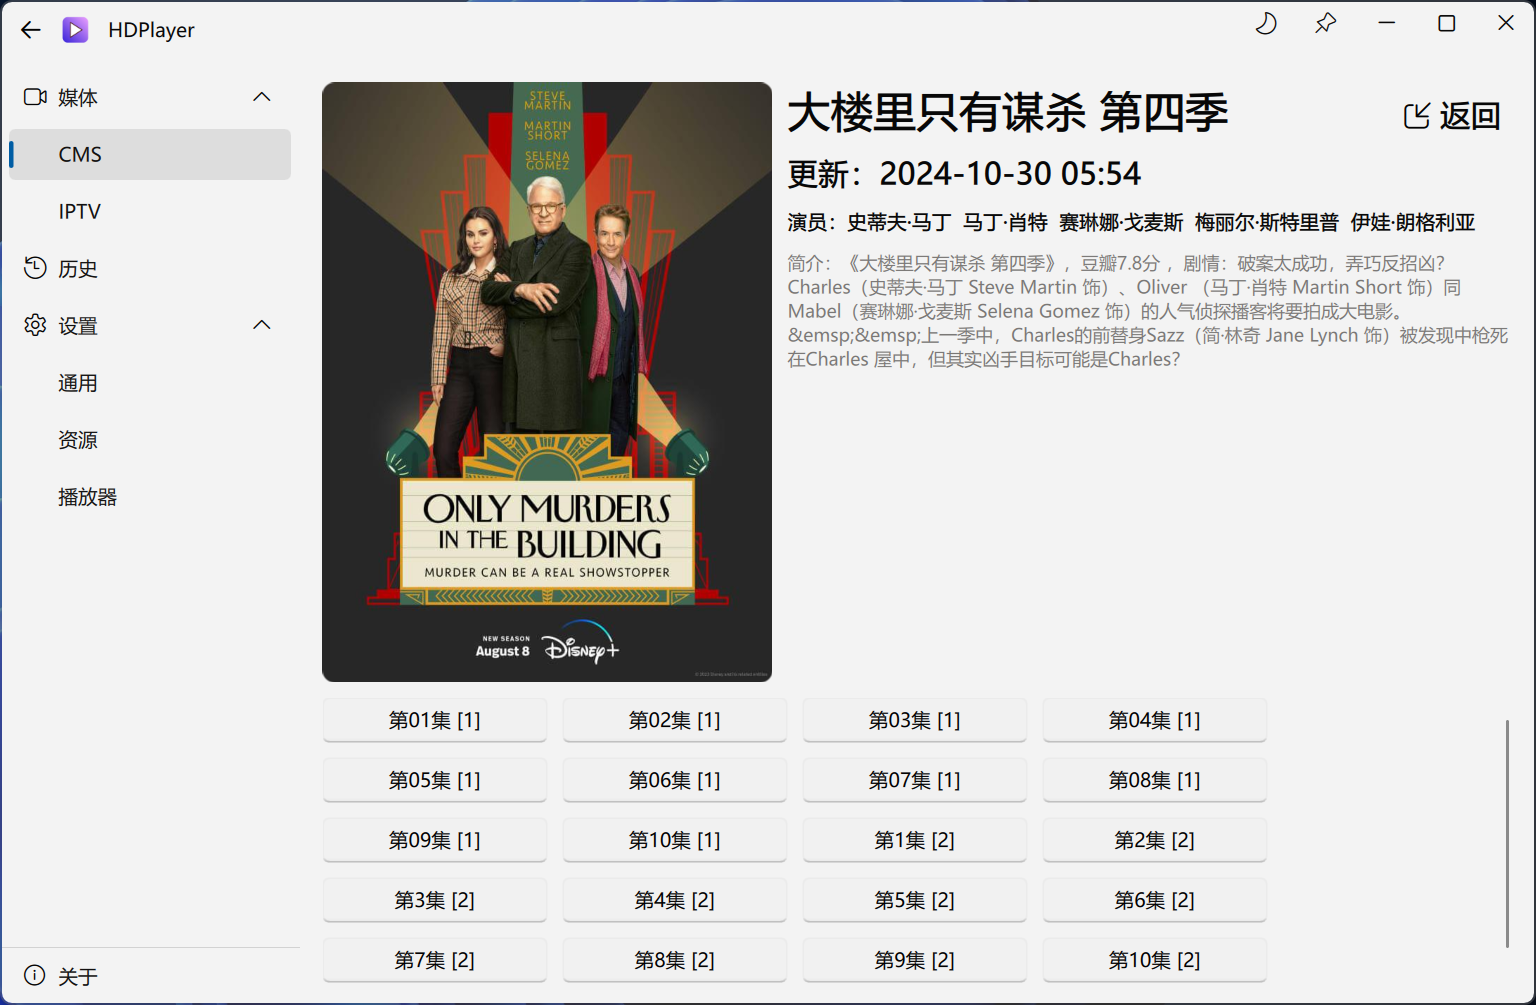 HDPlayer
媒体
CMS
IPTV
历史
设置
通用
资源
播放器
关于
STEVE
MARTIN
MARTIN
SHORT
SELENA
GOMEZ
ONLY MURDERS
IN THE BUILDING
MURDER CAN BE A REAL SHOWSTOPPER
NEW SEASON
August 8
Disney+
大楼里只有谋杀 第四季
返回
更新：2024-10-30 05:54
演员：史蒂夫·马丁 马丁·肖特 赛琳娜·戈麦斯 梅丽尔·斯特里普 伊娃·朗格利亚
简介：《大楼里只有谋杀 第四季》，豆瓣7.8分，剧情：破案太成功，弄巧反招凶？
Charles（史蒂夫·马丁 Steve Martin 饰）、Oliver （马丁·肖特 Martin Short 饰）同
Mabel（赛琳娜·戈麦斯 Selena Gomez 饰）的人气侦探播客将要拍成大电影。
&emsp;&emsp;上一季中，Charles的前替身Sazz（简·林奇 Jane Lynch 饰）被发现中枪死
在Charles 屋中，但其实凶手目标可能是Charles？
第01集 [1]
第02集 [1]
第03集 [1]
第04集 [1]
第05集 [1]
第06集 [1]
第07集 [1]
第08集 [1]
第09集 [1]
第10集 [1]
第1集 [2]
第2集 [2]
第3集 [2]
第4集 [2]
第5集 [2]
第6集 [2]
第7集 [2]
第8集 [2]
第9集 [2]
第10集 [2]